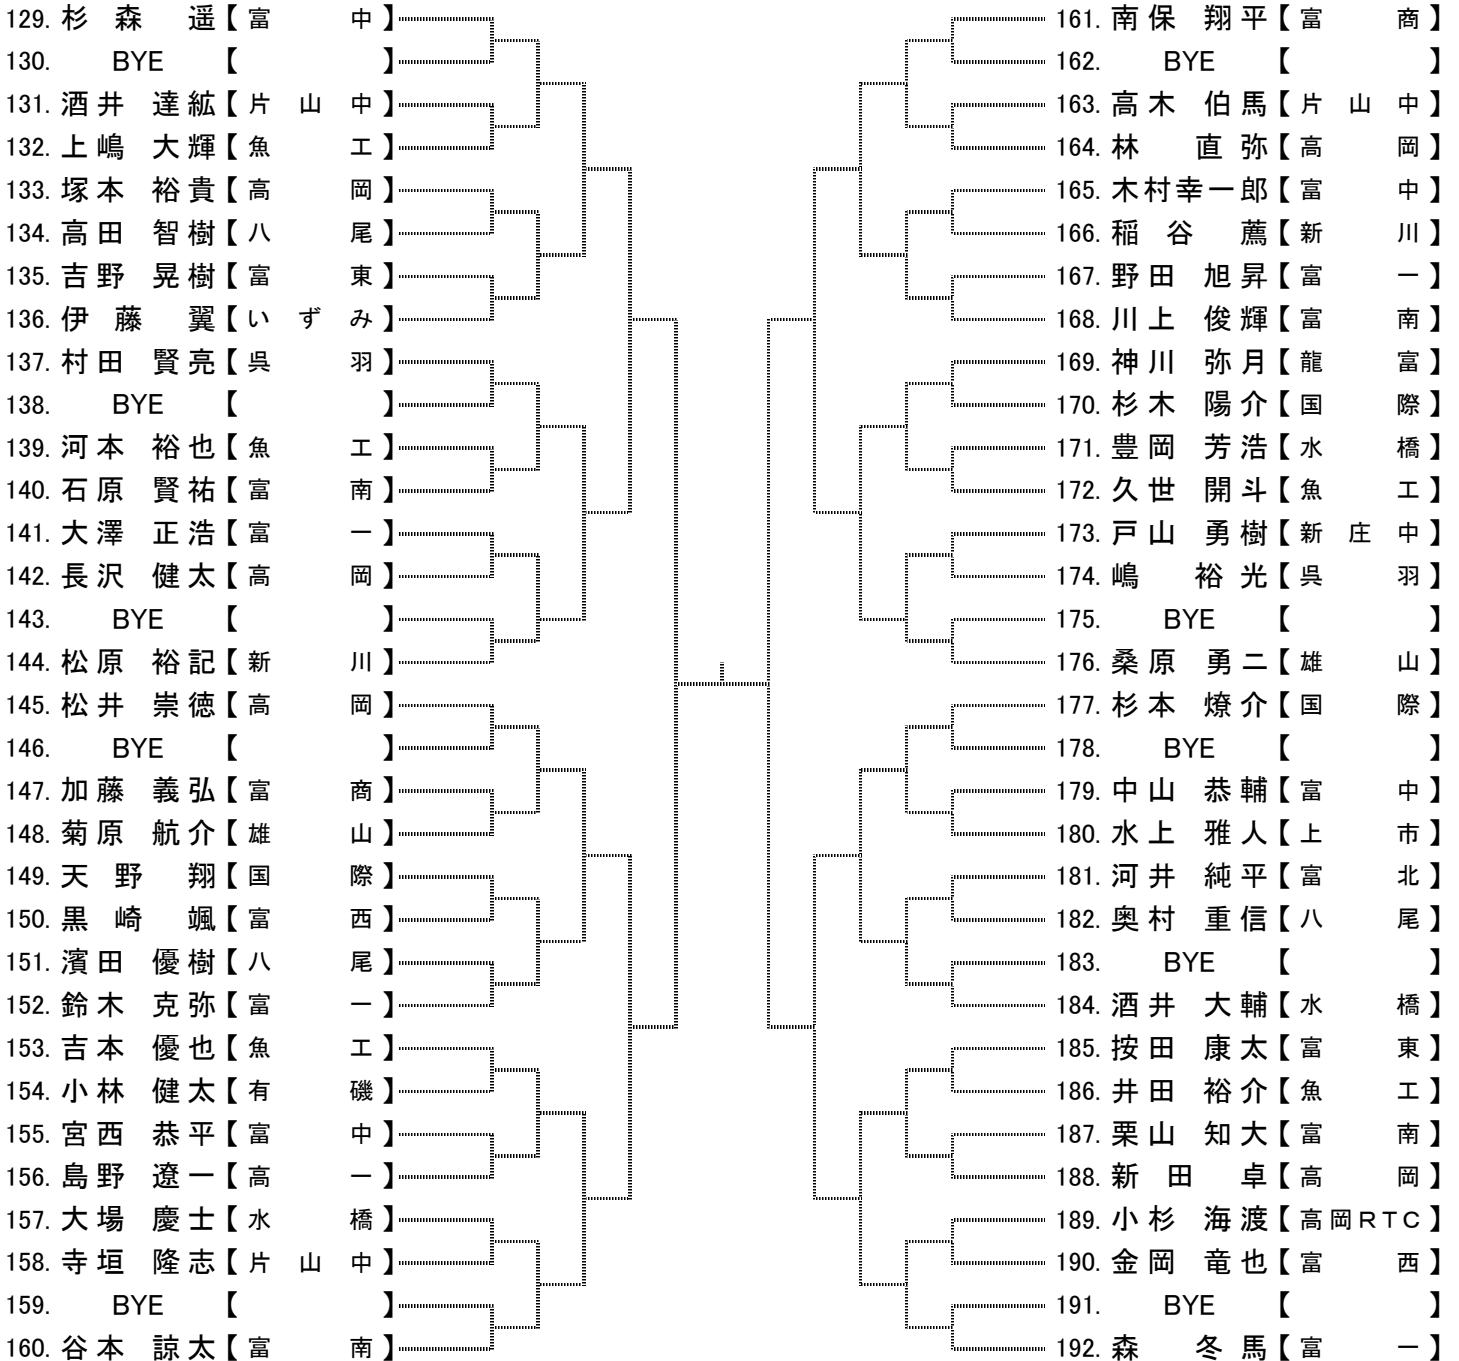 129. 杉森 遥【富中】
130. BYE【 】
131. 酒井 達紘【片山中】
132. 上嶋 大輝【魚工】
133. 塚本 裕貴【高岡】
134. 高田 智樹【八尾】
135. 吉野 晃樹【富東】
136. 伊藤 翼【いずみ】
137. 村田 賢亮【呉羽】
138. BYE【 】
139. 河本 裕也【魚工】
140. 石原 賢祐【富南】
141. 大澤 正浩【富一】
142. 長沢 健太【高岡】
143. BYE【 】
144. 松原 裕記【新川】
145. 松井 崇徳【高岡】
146. BYE【 】
147. 加藤 義弘【富商】
148. 菊原 航介【雄山】
149. 天野 翔【国際】
150. 黒崎 颯【富西】
151. 濱田 優樹【八尾】
152. 鈴木 克弥【富一】
153. 吉本 優也【魚工】
154. 小林 健太【有磯】
155. 宮西 恭平【富中】
156. 島野 遼一【高一】
157. 大場 慶士【水橋】
158. 寺垣 隆志【片山中】
159. BYE【 】
160. 谷本 諒太【富南】
161. 南保 翔平【富商】
162. BYE【 】
163. 高木 伯馬【片山中】
164. 林 直弥【高岡】
165. 木村幸一郎【富中】
166. 稲谷 薦【新川】
167. 野田 旭昇【富一】
168. 川上 俊輝【富南】
169. 神川 弥月【龍富】
170. 杉木 陽介【国際】
171. 豊岡 芳浩【水橋】
172. 久世 開斗【魚工】
173. 戸山 勇樹【新庄中】
174. 嶋 裕光【呉羽】
175. BYE【 】
176. 桑原 勇二【雄山】
177. 杉本 燎介【国際】
178. BYE【 】
179. 中山 恭輔【富中】
180. 水上 雅人【上市】
181. 河井 純平【富北】
182. 奥村 重信【八尾】
183. BYE【 】
184. 酒井 大輔【水橋】
185. 按田 康太【富東】
186. 井田 裕介【魚工】
187. 栗山 知大【富南】
188. 新田 卓【高岡】
189. 小杉 海渡【高岡RTC】
190. 金岡 竜也【富西】
191. BYE【 】
192. 森 冬馬【富一】